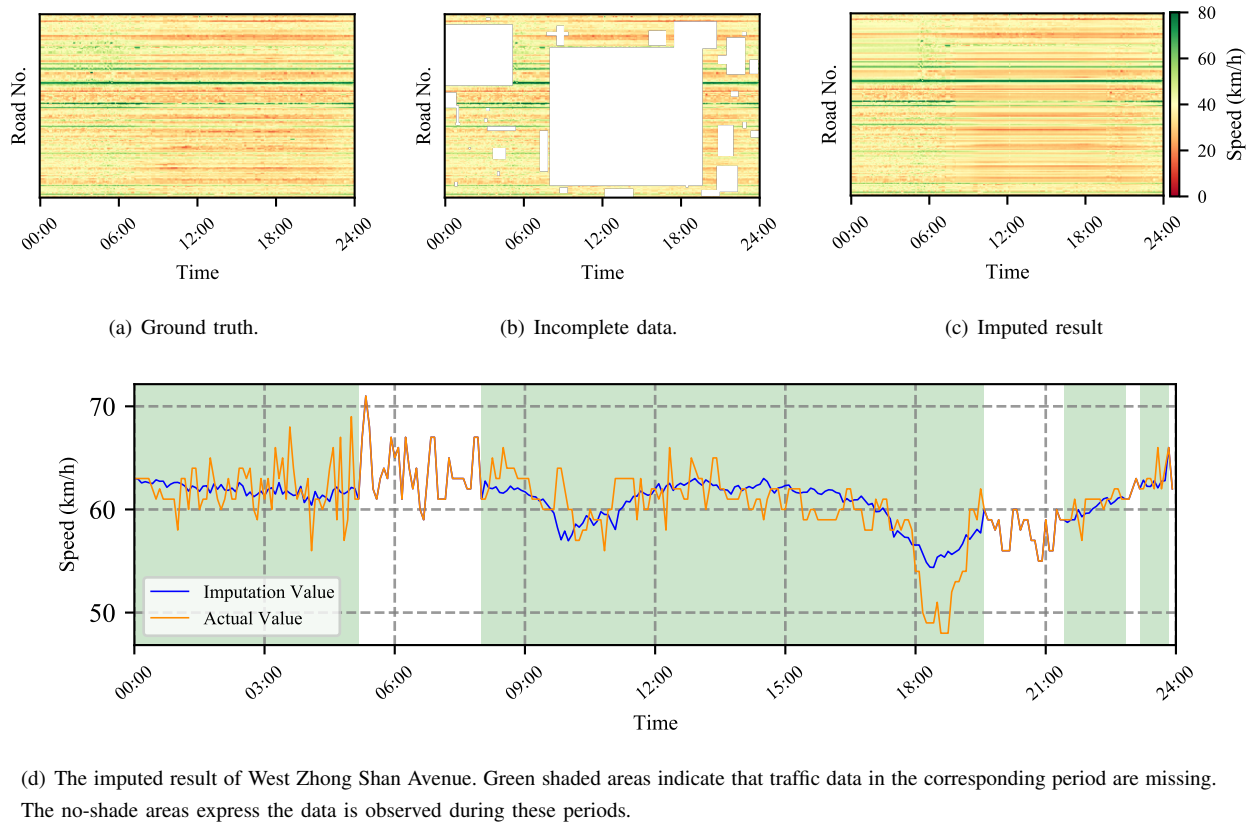 Road No.
00:00
06:00
12:00
18:00
24:00
Time
(a) Ground truth.
Road No.
00:00
06:00
12:00
18:00
24:00
Time
(b) Incomplete data.
Road No.
00:00
06:00
12:00
18:00
24:00
Time
80
60
40
20
0
Speed (km/h)
(c) Imputed result
Speed (km/h)
70
60
50
Imputation Value
Actual Value
00:00
03:00
06:00
09:00
12:00
15:00
18:00
21:00
24:00
Time
(d) The imputed result of West Zhong Shan Avenue. Green shaded areas indicate that traffic data in the corresponding period are missing.
The no-shade areas express the data is observed during these periods.